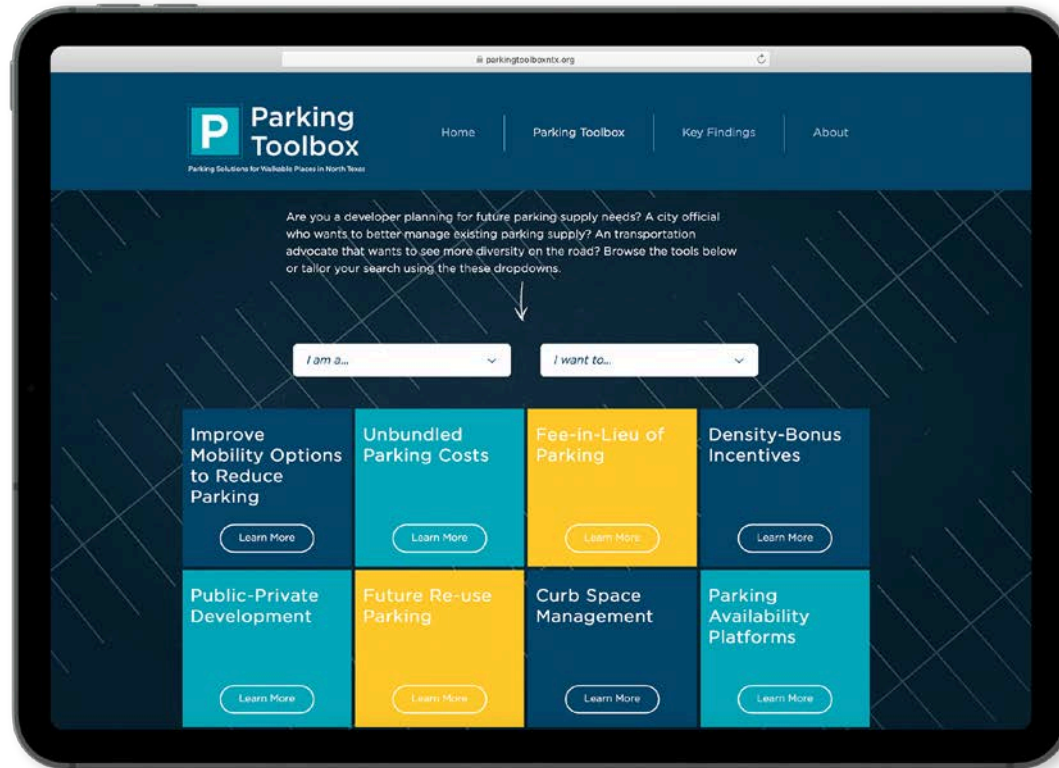 parkingtoolboxntx.org
P
Parking
Toolbox
Parking Solutions for Walkable Places in North Texas
Home
Parking Toolbox
Key Findings
About
Are you a developer planning for future parking supply needs? A city official
who wants to better manage existing parking supply? An transportation
advocate that wants to see more diversity on the road? Browse the tools below
or tailor your search using the these dropdowns.
I am a...
I want to...
Improve
Mobility Options
to Reduce
Parking
Learn More
Unbundled
Parking Costs
Learn More
Fee-in-Lieu of
Parking
Learn More
Density-Bonus
Incentives
Learn More
Public-Private
Development
Learn More
Future Re-use
Parking
Learn More
Curb Space
Management
Learn More
Parking
Availability
Platforms
Learn More